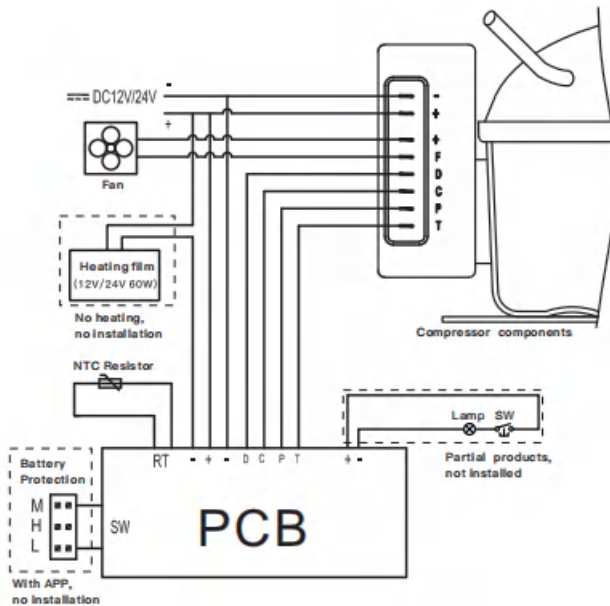 -
DC12V/24V
+
Fan
-
+
+
F
D
C
P
T
Heating film
(12V/24V 60W)
No heating,
no installation
Compressor components
NTC Resistor
Lamp SW
Partial products,
not installed
RT - + - D C P T + -
Battery
Protection
M
H
L
SW
PCB
With APP,
no installation